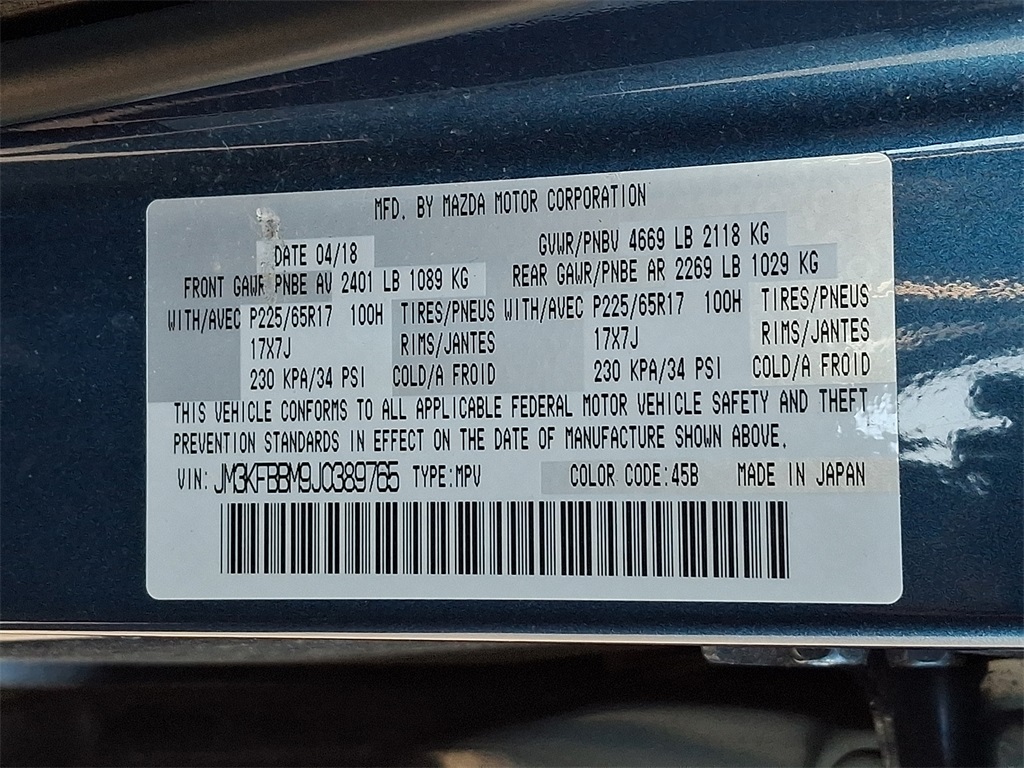 MFD. BY MAZDA MOTOR CORPORATION
DATE 04/18 GVWR/PNBV 4669 LB 2118 KG
FRONT GAWR/PNBE AV 2401 LB 1089 KG REAR GAWR/PNBE AR 2269 LB 1029 KG
WITH/AVEC P225/65R17 100H TIRES/PNEUS WITH/AVEC P225/65R17 100H TIRES/PNEUS
17X7J RIMS/JANTES 17X7J RIMS/JANTES
230 KPA/34 PSI COLD/A FROID 230 KPA/34 PSI COLD/A FROID
THIS VEHICLE CONFORMS TO ALL APPLICABLE FEDERAL MOTOR VEHICLE SAFETY AND THEFT
PREVENTION STANDARDS IN EFFECT ON THE DATE OF MANUFACTURE SHOWN ABOVE.
VIN: JM3KFBBM9J0389765 TYPE:MPV COLOR CODE:45B MADE IN JAPAN